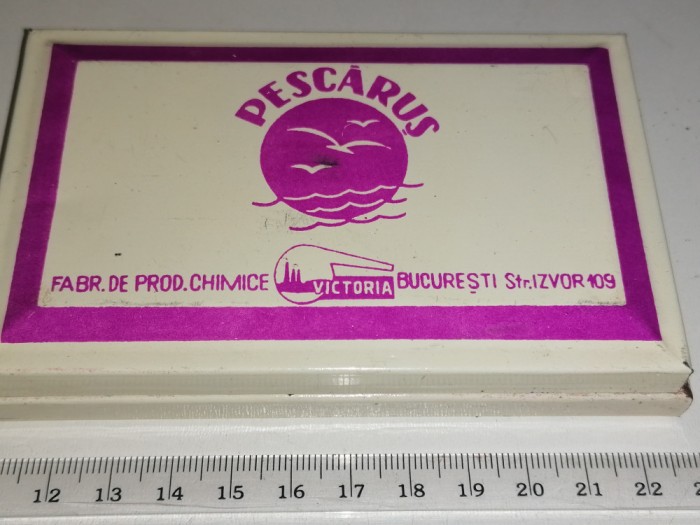 PESCĂRUȘ
FABR. DE PROD. CHIMICE VICTORIA BUCUREȘTI Str. IZVOR 109
12 13 14 15 16 17 18 19 20 21 22